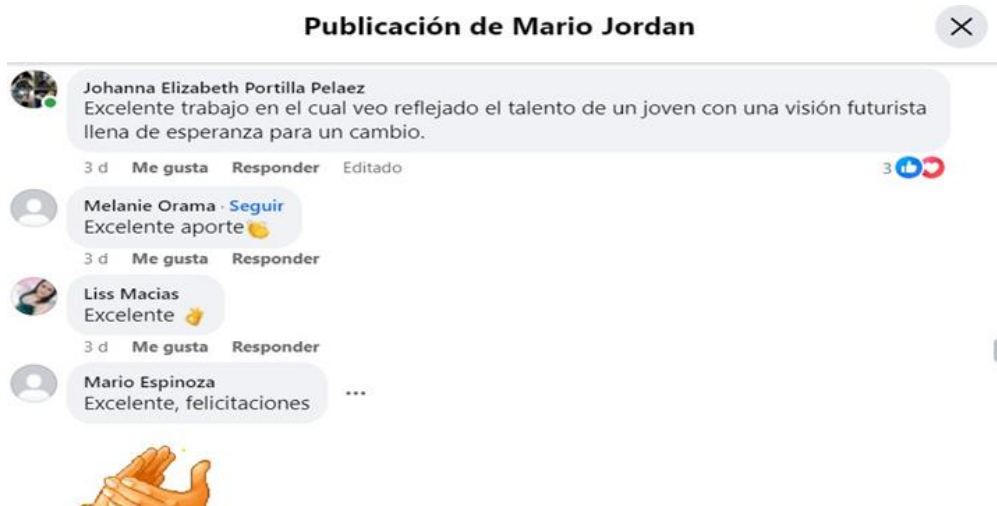 Publicación de Mario Jordan
Johanna Elizabeth Portilla Pelaez
Excelente trabajo en el cual veo reflejado el talento de un joven con una visión futurista
llena de esperanza para un cambio.
3 d Me gusta Responder Editado 3
Melanie Orama · Seguir
Excelente aporte👏
3 d Me gusta Responder
Liss Macias
Excelente 👌
3 d Me gusta Responder
Mario Espinoza
Excelente, felicitaciones